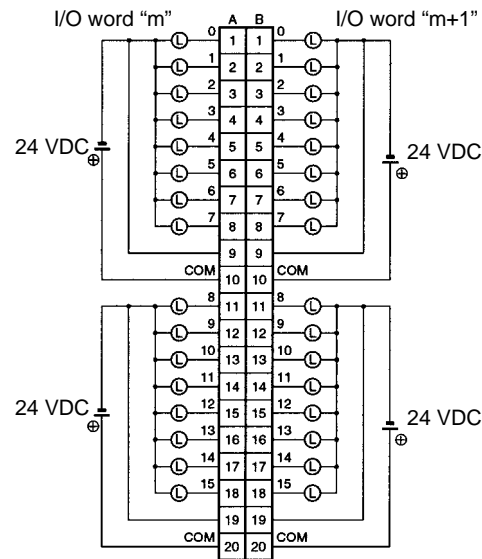 I/O word “m” A B I/O word “m+1”
0 1 1 0
L L
1 2 2 1
L L
2 3 3 2
L L
3 4 4 3
L L
4 5 5 4
L L
24 VDC ⊕ 24 VDC ⊕
5 6 6 5
L L
6 7 7 6
L L
7 8 8 7
L L
9 9
COM 10 10 COM
8 11 11 8
L L
9 12 12 9
L L
10 13 13 10
L L
11 14 14 11
L L
24 VDC ⊕ 24 VDC ⊕
12 15 15 12
L L
13 16 16 13
L L
14 17 17 14
L L
15 18 18 15
L L
19 19
COM 20 20 COM